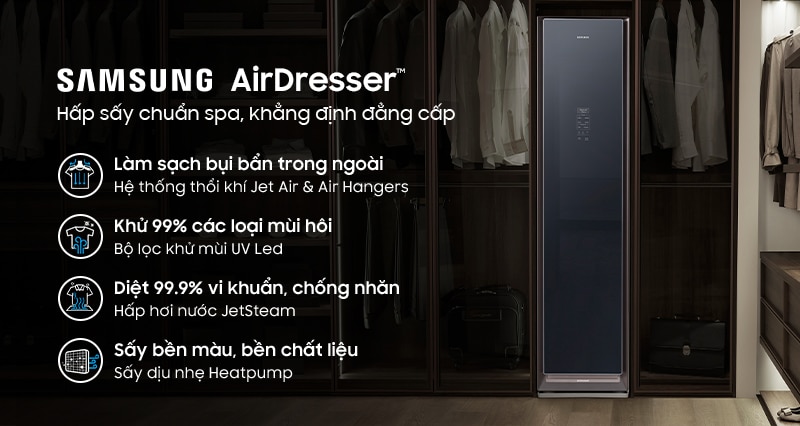 SAMSUNG AirDresser™
Hấp sấy chuẩn spa, khẳng định đẳng cấp
Làm sạch bụi bẩn trong ngoài
Hệ thống thổi khí Jet Air & Air Hangers
Khử 99% các loại mùi hôi
Bộ lọc khử mùi UV Led
Diệt 99.9% vi khuẩn, chống nhăn
Hấp hơi nước JetSteam
Sấy bền màu, bền chất liệu
Sấy dịu nhẹ Heatpump
SAMSUNG